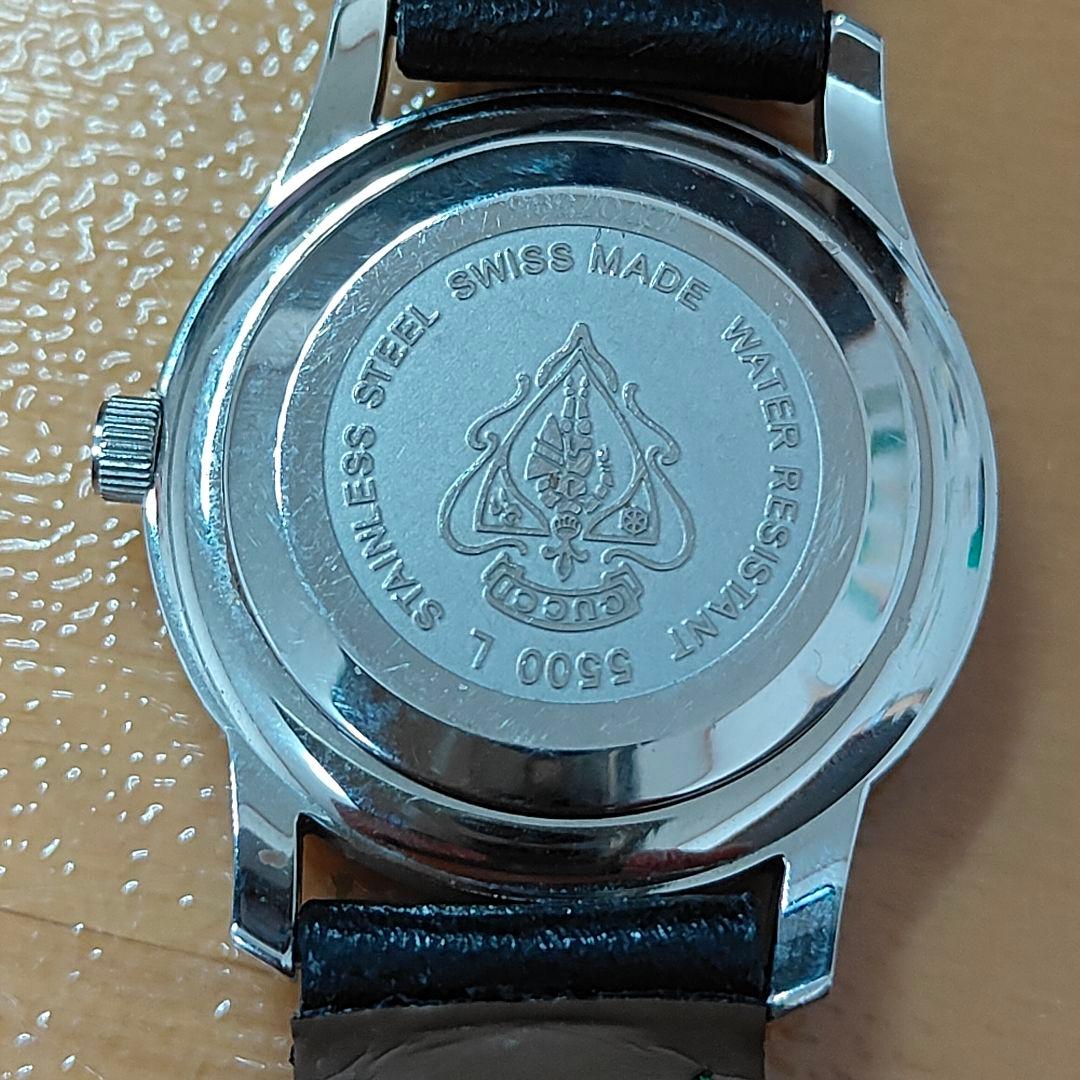 STAINLESS STEEL
SWISS MADE
WATER RESISTANT
5500 L
GUCCI